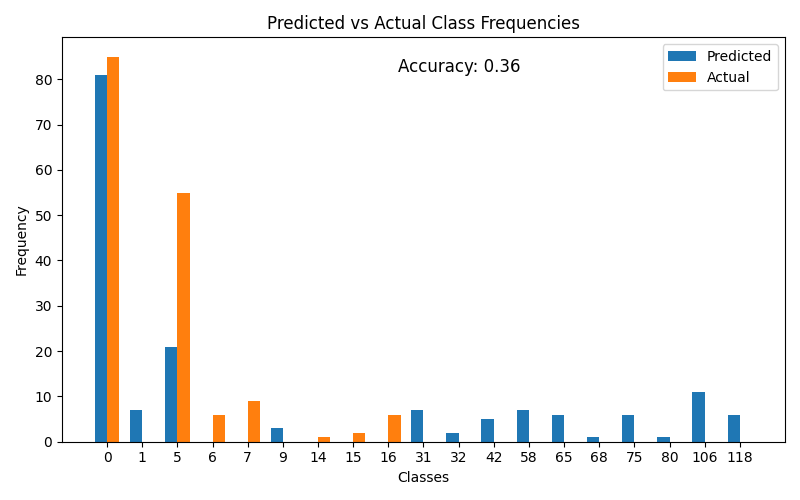 Predicted vs Actual Class Frequencies
Accuracy: 0.36
Predicted
Actual
Frequency
80
70
60
50
40
30
20
10
0
0 1 5 6 7 9 14 15 16 31 32 42 58 65 68 75 80 106 118
Classes